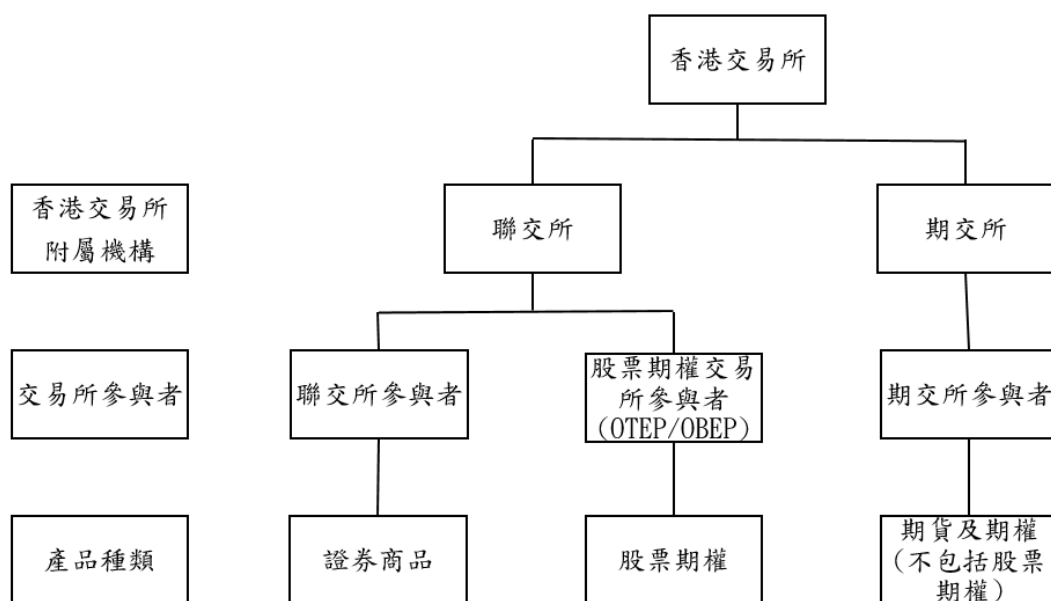 香港交易所
香港交易所
附屬機構
聯交所
期交所
交易所參與者
聯交所參與者
股票期權交易
所參與者
(OTEP/OBEP)
期交所參與者
產品種類
證券商品
股票期權
期貨及期權
(不包括股票
期權)